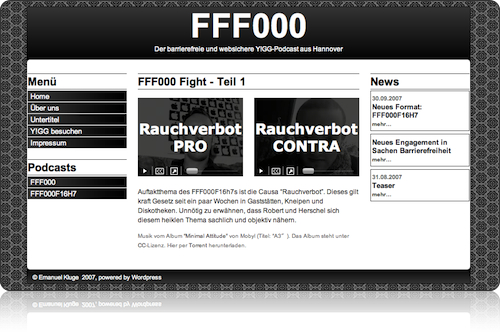 FFF000
Der barrierefreie und websichere Y!GG-Podcast aus Hannover
Menü
Home
Über uns
Untertitel
Y!GG besuchen
Impressum
Podcasts
FFF000
FFF000F16H7
FFF000 Fight - Teil 1
Rauchverbot
PRO
CC
Rauchverbot
CONTRA
CC
Auftaktthema des FFF000F16h7s ist die Causa "Rauchverbot". Dieses gilt
kraft Gesetz seit ein paar Wochen in Gaststätten, Kneipen und
Diskotheken. Unnötig zu erwähnen, dass Robert und Herschel sich
diesem heiklen Thema sachlich und objektiv nähern.
Musik vom Album "Minimel Attitude" von Mobyl (Titel: "A3" ). Das Album steht unter
CC-Lizenz. Hier per Torrent herunterladen.
News
30.09.2007
Neues Format:
FFF000F16H7
mehr...
Neues Engagement in
Sachen Barrierefreiheit
mehr...
31.08.2007
Teaser
mehr...
© Emanuel Kluge 2007, powered by Wordpress